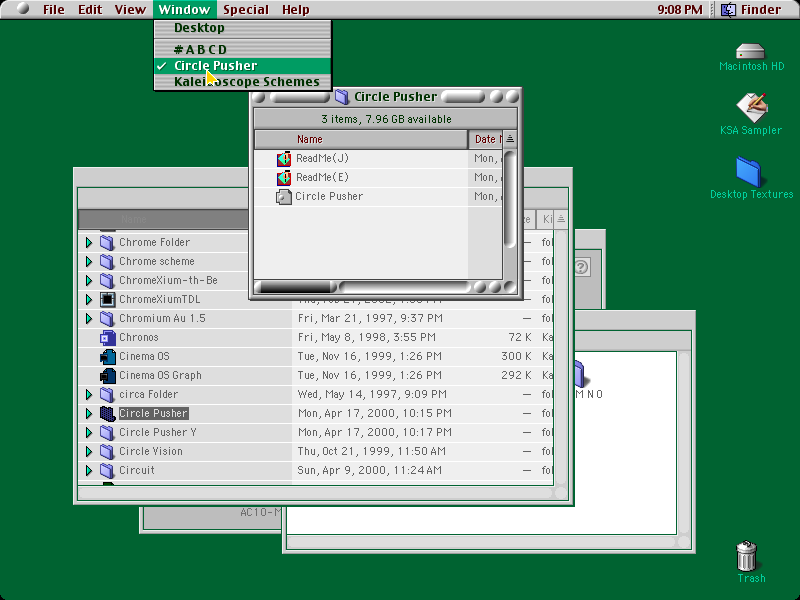 File Edit View Window Special Help 9:08 PM Finder
Desktop
# A B C D
✓ Circle Pusher
Kaleidoscope Schemes
Macintosh HD
KSA Sampler
Desktop Textures
Trash
Circle Pusher
3 items, 7.96 GB available
Name Date
ReadMe(J) Mon,
ReadMe(E) Mon,
Circle Pusher Mon,
Name ze Ki
Chrome Folder — fol
Chrome scheme — fol
ChromeXium-th-Be — fol
ChromeXiumTDL
Chromium Au 1.5 Fri, Mar 21, 1997, 9:37 PM — fol
Chronos Fri, May 8, 1998, 3:55 PM 72 K Ka
Cinema OS Tue, Nov 16, 1999, 1:26 PM 300 K Ka
Cinema OS Graph Tue, Nov 16, 1999, 1:26 PM 292 K Ka
circa Folder Wed, May 14, 1997, 9:09 PM — fol
Circle Pusher Mon, Apr 17, 2000, 10:15 PM — fol
Circle Pusher Y Mon, Apr 17, 2000, 10:17 PM — fol
Circle Vision Thu, Oct 21, 1999, 11:50 AM — fol
Circuit Sun, Apr 9, 2000, 11:24 AM — fol
M N O
AC10-M